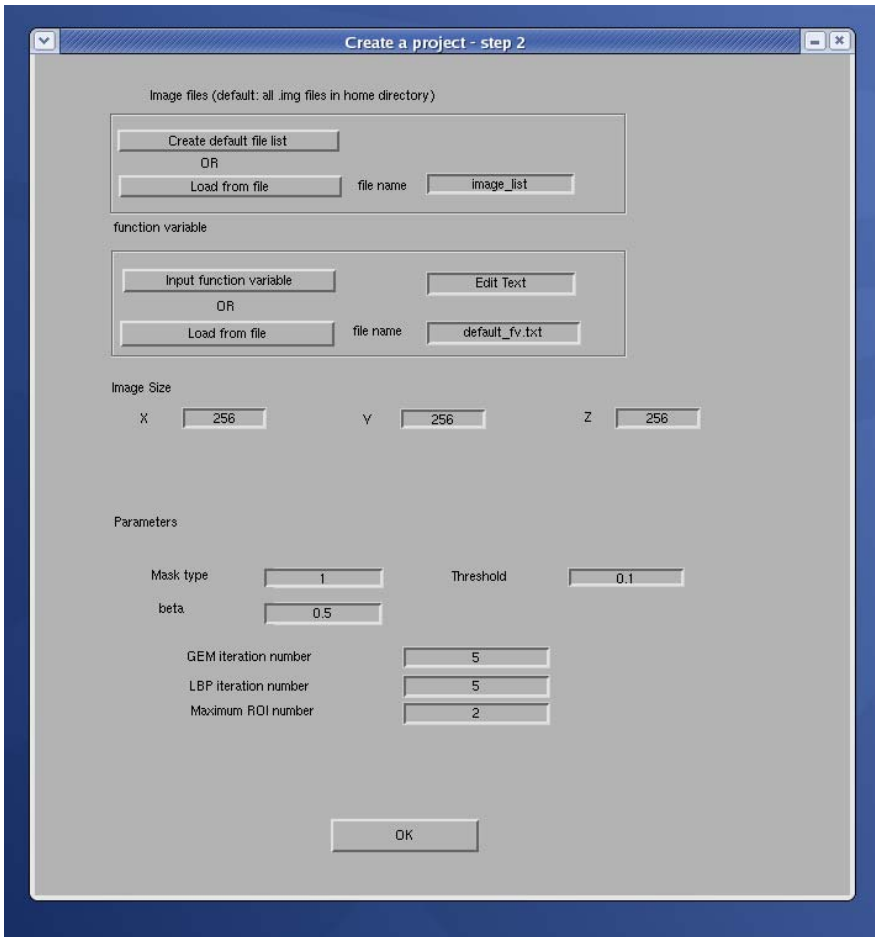 Create a project - step 2
Image files (default: all .img files in home directory)
Create default file list
OR
Load from file file name image_list
function variable
Input function variable Edit Text
OR
Load from file file name default_fv.txt
Image Size
X 256 Y 256 Z 256
Parameters
Mask type 1 Threshold 0.1
beta 0.5
GEM iteration number 5
LBP iteration number 5
Maximum ROI number 2
OK